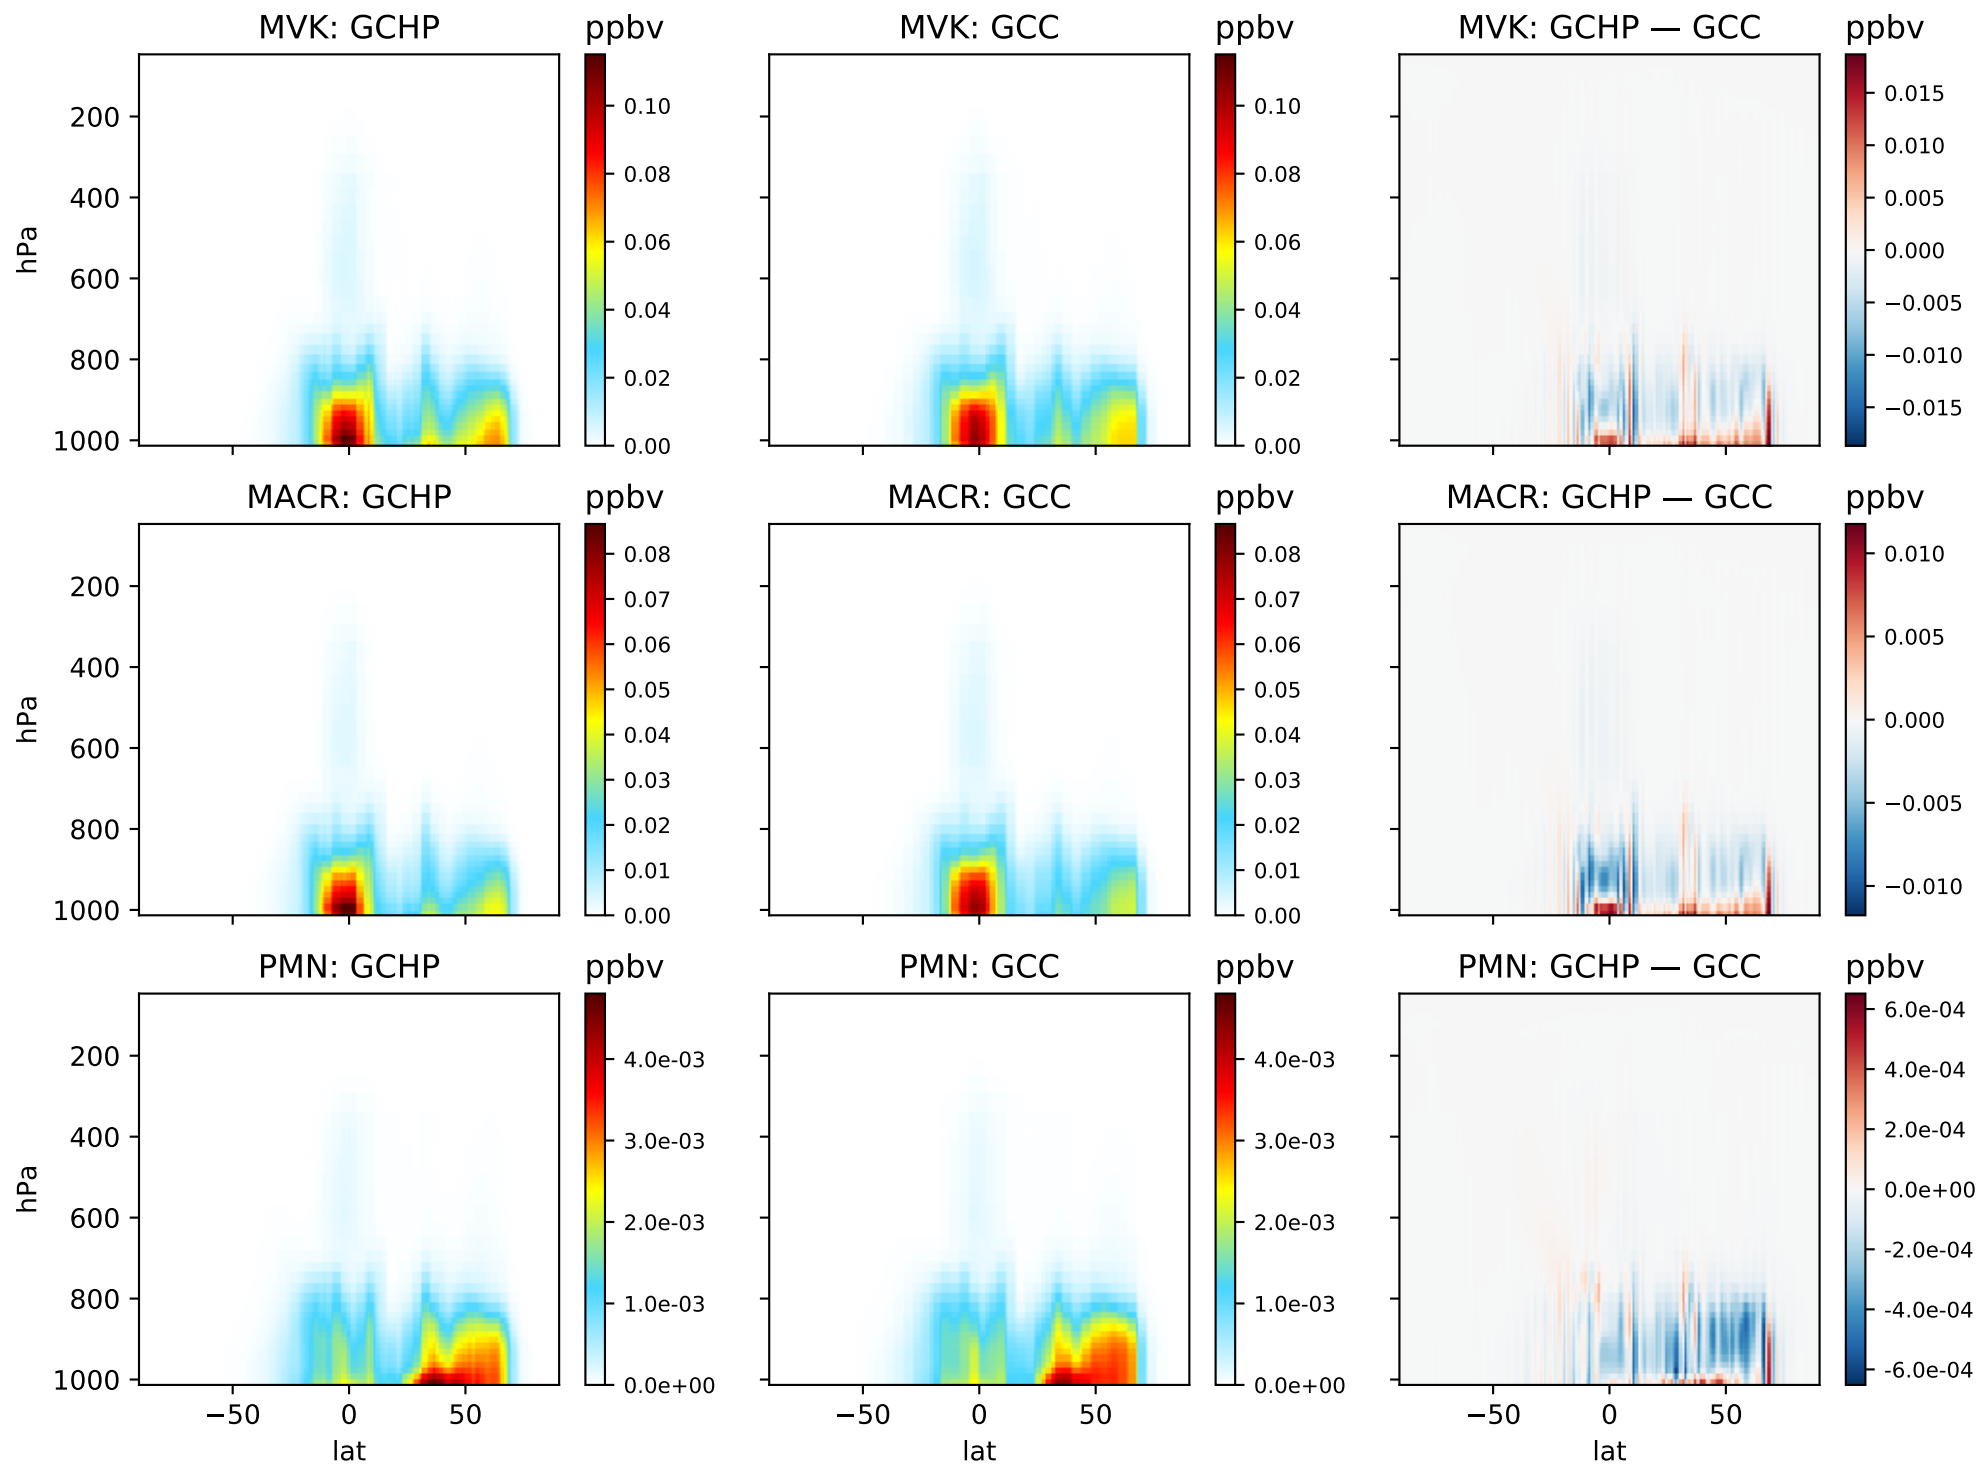 MVK: GCHP
ppbv
MVK: GCC
ppbv
MVK: GCHP — GCC
ppbv
hPa
200
400
600
800
1000
0.10
0.08
0.06
0.04
0.02
0.00
0.10
0.08
0.06
0.04
0.02
0.00
0.015
0.010
0.005
0.000
−0.005
−0.010
−0.015
MACR: GCHP
ppbv
MACR: GCC
ppbv
MACR: GCHP — GCC
ppbv
hPa
200
400
600
800
1000
0.08
0.07
0.06
0.05
0.04
0.03
0.02
0.01
0.00
0.08
0.07
0.06
0.05
0.04
0.03
0.02
0.01
0.00
0.010
0.005
0.000
−0.005
−0.010
PMN: GCHP
ppbv
PMN: GCC
ppbv
PMN: GCHP — GCC
ppbv
hPa
200
400
600
800
1000
4.0e-03
3.0e-03
2.0e-03
1.0e-03
0.0e+00
4.0e-03
3.0e-03
2.0e-03
1.0e-03
0.0e+00
6.0e-04
4.0e-04
2.0e-04
0.0e+00
-2.0e-04
-4.0e-04
-6.0e-04
−50 0 50
−50 0 50
−50 0 50
lat
lat
lat